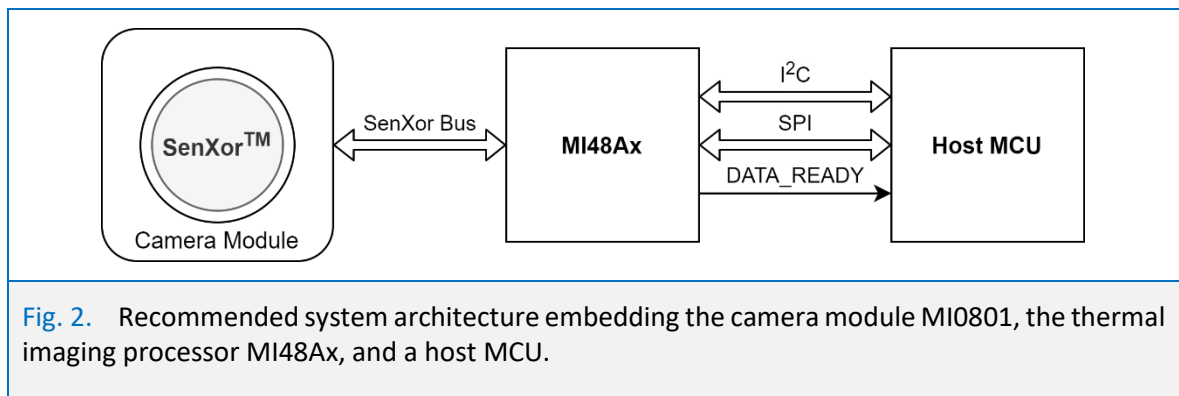 SenXor™
Camera Module
SenXor Bus
MI48Ax
I²C
SPI
DATA_READY
Host MCU
Fig. 2. Recommended system architecture embedding the camera module MI0801, the thermal
imaging processor MI48Ax, and a host MCU.